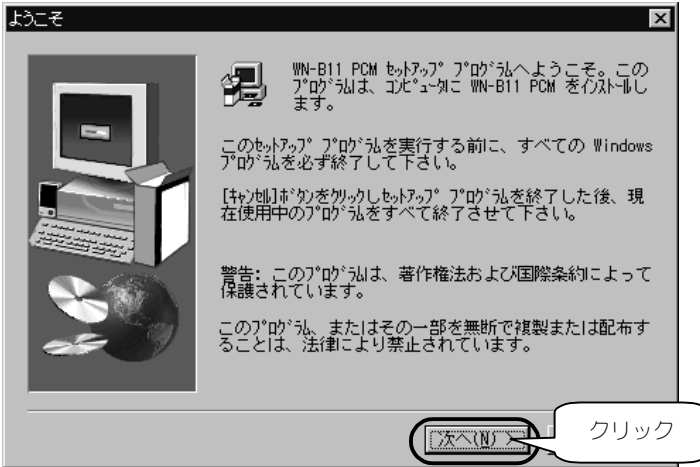 ようこそ
WN-B11 PCM ｾｯﾄｱｯﾌﾟ ﾌﾟﾛｸﾞﾗﾑへようこそ。この
ﾌﾟﾛｸﾞﾗﾑは、ｺﾝﾋﾟｭｰﾀに WN-B11 PCM をｲﾝｽﾄｰﾙし
ます。
このｾｯﾄｱｯﾌﾟ ﾌﾟﾛｸﾞﾗﾑを実行する前に、すべての Windows
ﾌﾟﾛｸﾞﾗﾑを必ず終了して下さい。
[ｷｬﾝｾﾙ]ﾎﾞﾀﾝをｸﾘｯｸしｾｯﾄｱｯﾌﾟ ﾌﾟﾛｸﾞﾗﾑを終了した後、現
在使用中のﾌﾟﾛｸﾞﾗﾑをすべて終了させて下さい。
警告: このﾌﾟﾛｸﾞﾗﾑは、著作権法および国際条約によって
保護されています。
このﾌﾟﾛｸﾞﾗﾑ、またはその一部を無断で複製または配布す
ることは、法律により禁止されています。
次へ(N) >
クリック